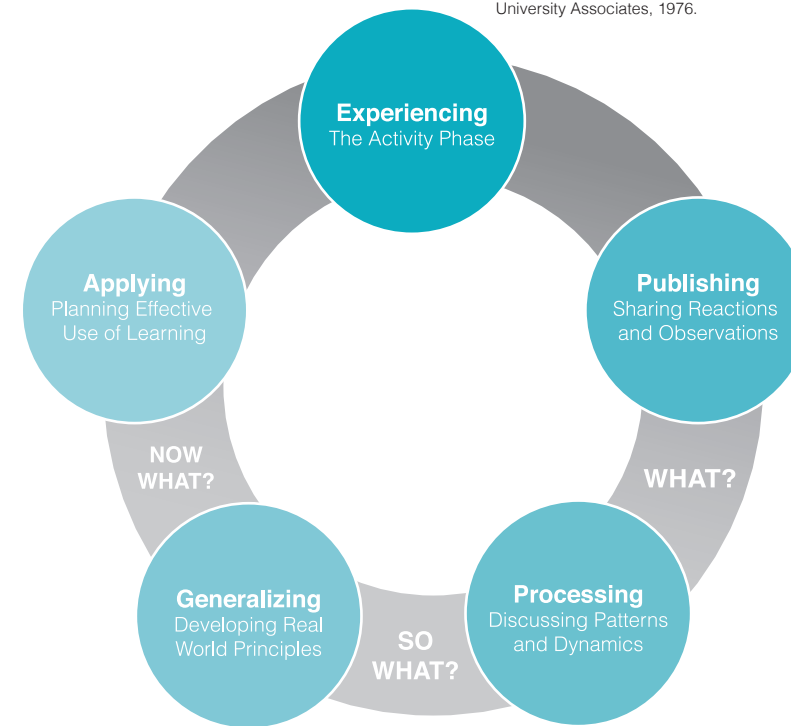 University Associates, 1976.
Experiencing
The Activity Phase
Publishing
Sharing Reactions
and Observations
WHAT?
Processing
Discussing Patterns
and Dynamics
SO
WHAT?
Generalizing
Developing Real
World Principles
NOW
WHAT?
Applying
Planning Effective
Use of Learning